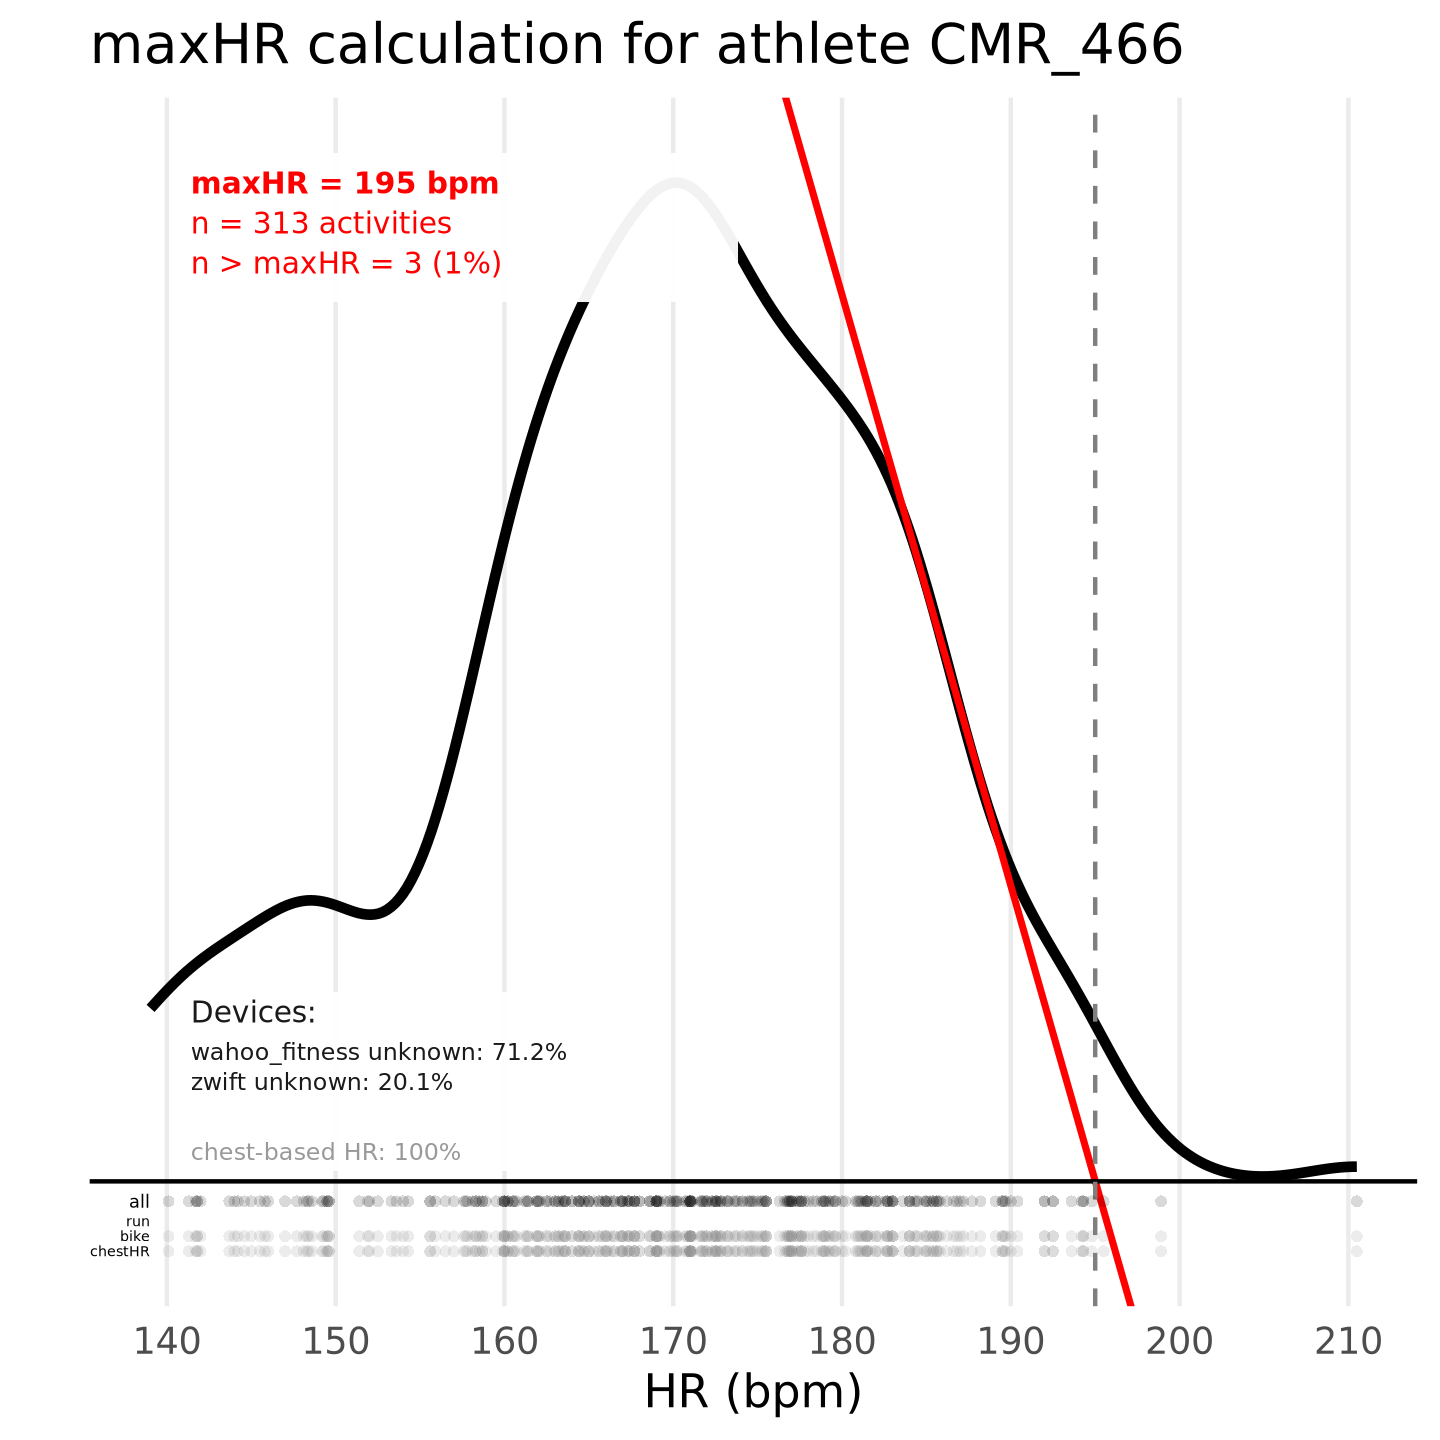 maxHR calculation for athlete CMR_466
maxHR = 195 bpm
n = 313 activities
n > maxHR = 3 (1%)
Devices:
wahoo_fitness unknown: 71.2%
zwift unknown: 20.1%
chest-based HR: 100%
all
run
bike
chestHR
140 150 160 170 180 190 200 210
HR (bpm)